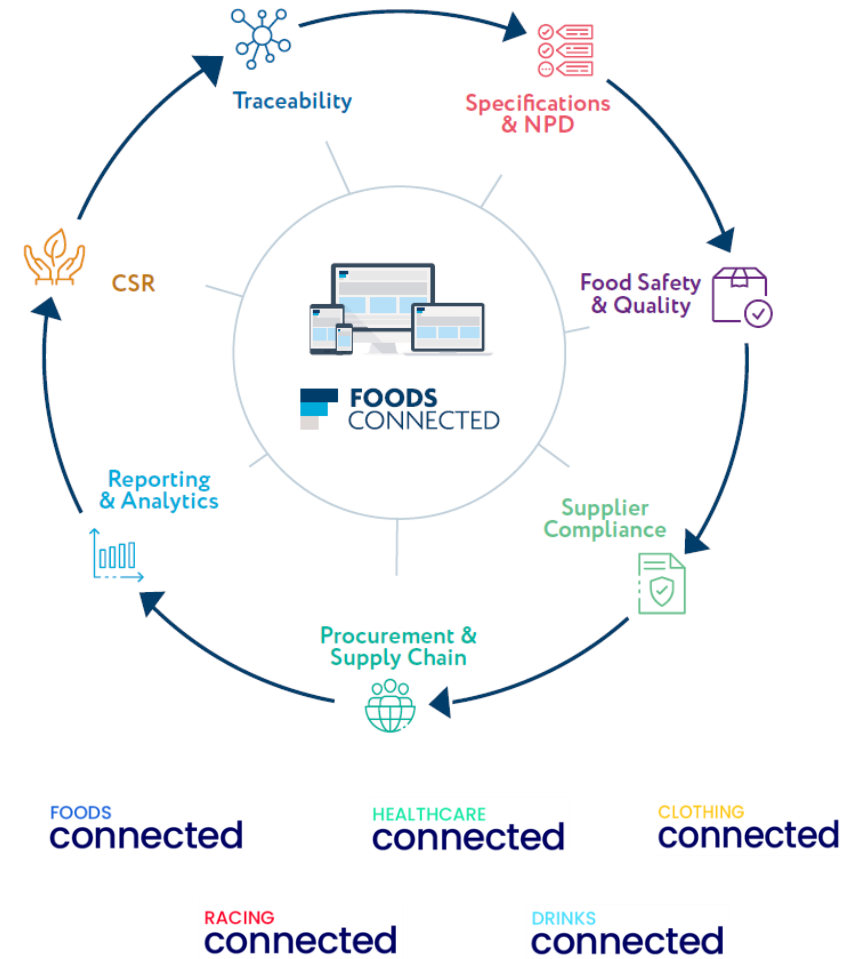 Traceability
Specifications
& NPD
Food Safety
& Quality
CSR
FOODS
CONNECTED
Reporting
& Analytics
Supplier
Compliance
Procurement &
Supply Chain
FOODS
connected
HEALTHCARE
connected
CLOTHING
connected
RACING
connected
DRINKS
connected